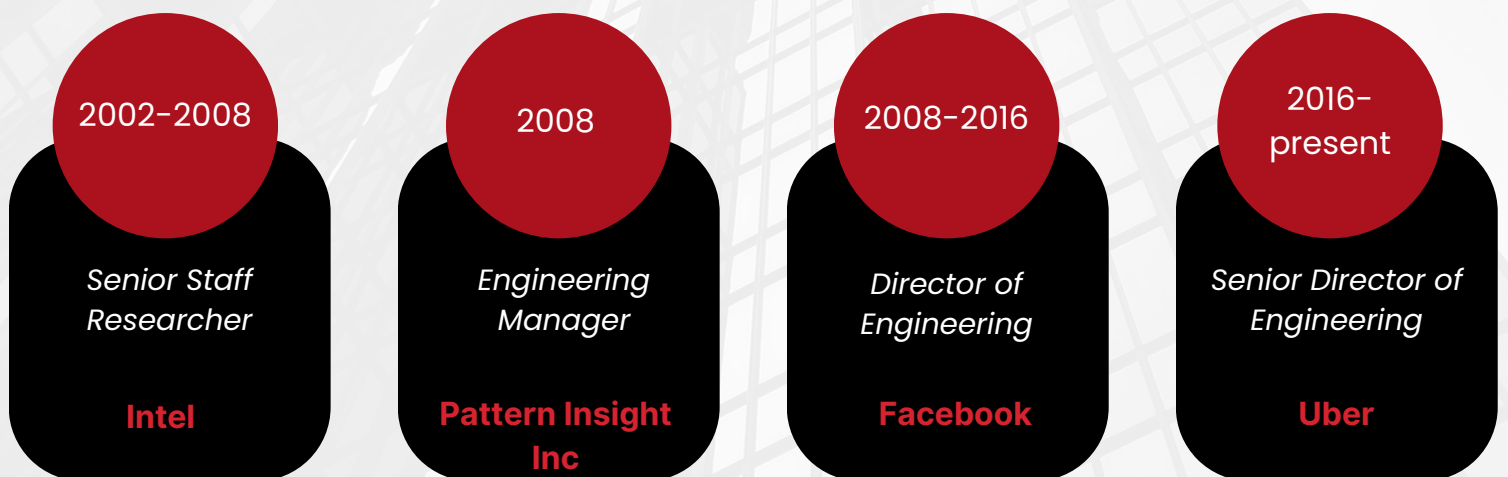 2002-2008
Senior Staff
Researcher
Intel
2008
Engineering
Manager
Pattern Insight
Inc
2008-2016
Director of
Engineering
Facebook
2016-
present
Senior Director of
Engineering
Uber